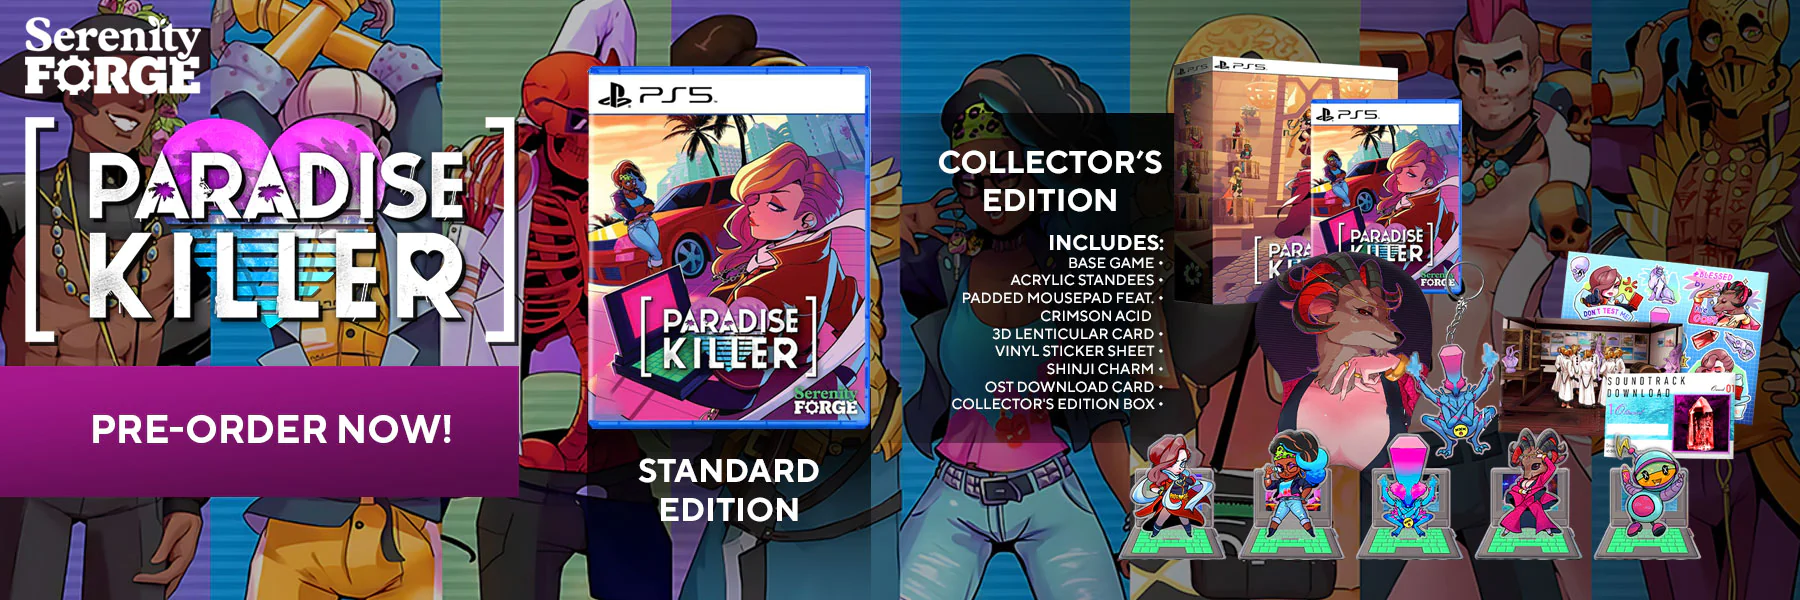 Serenity
FORGE
PARADISE
KILLER
PRE-ORDER NOW!
PS5
PARADISE
KILLER
Serenity
FORGE
STANDARD
EDITION
COLLECTOR'S
EDITION
INCLUDES:
BASE GAME •
ACRYLIC STANDEES •
PADDED MOUSEPAD FEAT. •
CRIMSON ACID
3D LENTICULAR CARD •
VINYL STICKER SHEET •
SHINJI CHARM •
OST DOWNLOAD CARD •
COLLECTOR'S EDITION BOX •
PS5
PS5
PS5
PARADISE
KILLER
Serenity
FORGE
DON'T TEST ME!
BLESSED
by
SOUNDTRACK
DOWNLOAD